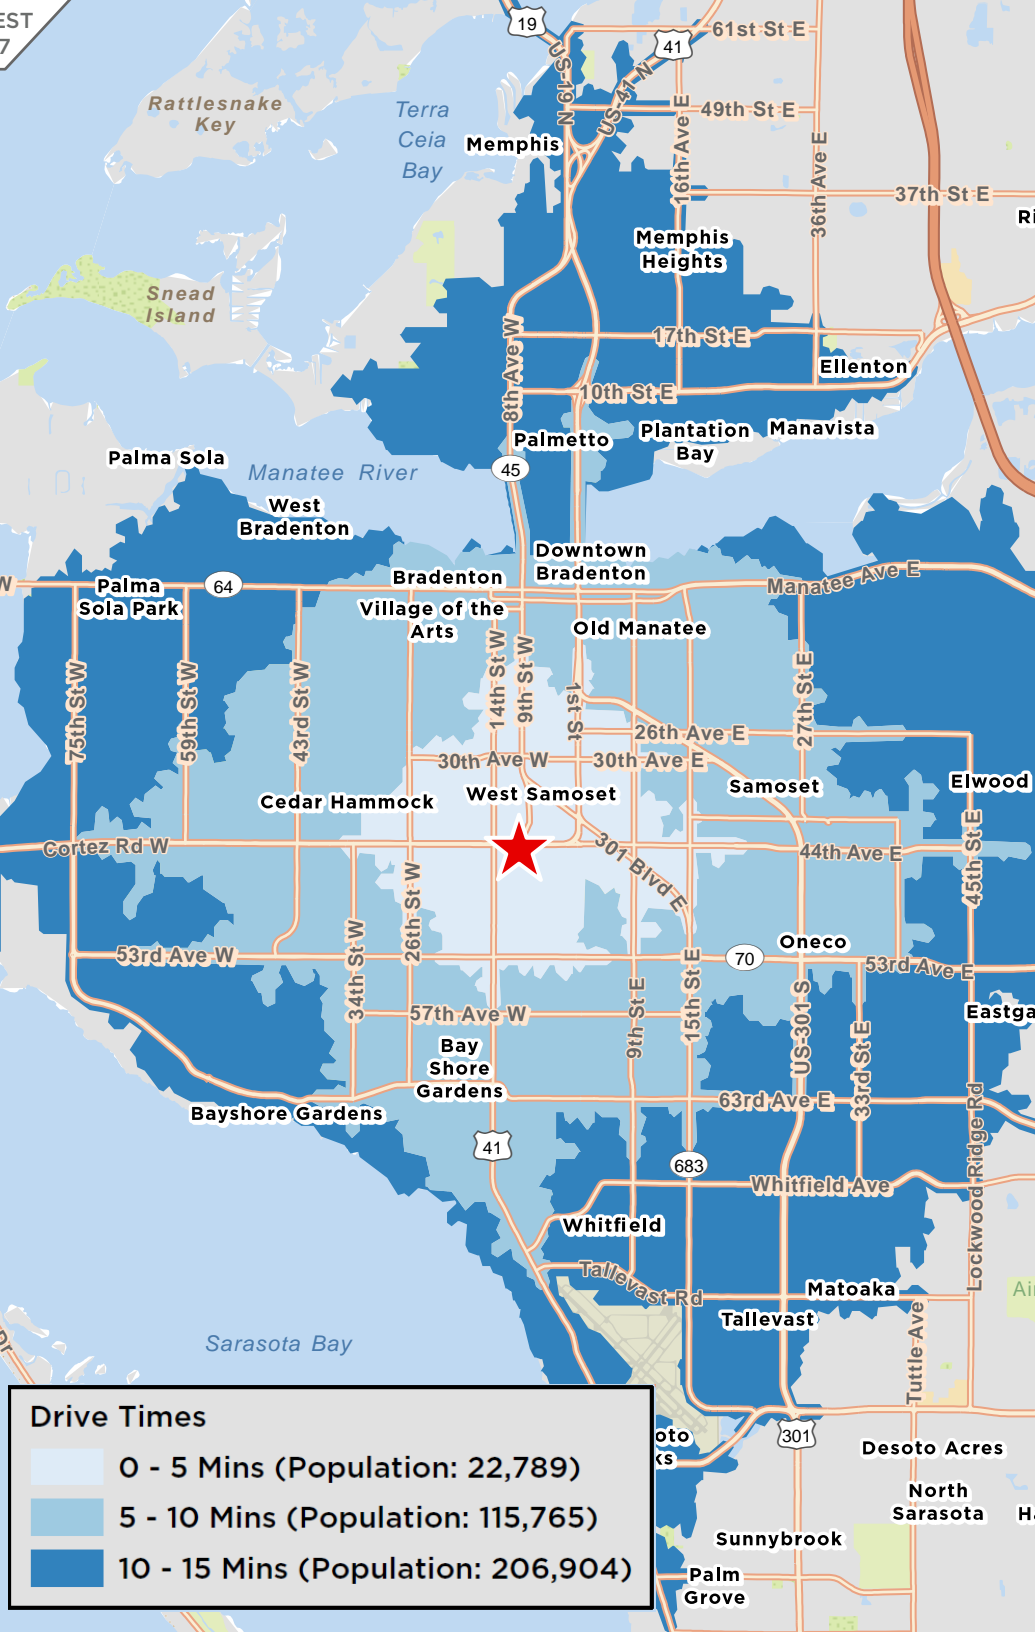 EST
7
19
41
61st St E
US-19 N
US-41 N
49th St E
16th Ave E
36th Ave E
37th St E
Rattlesnake
Key
Terra
Ceia
Bay
Memphis
Ri
Memphis
Heights
Snead
Island
17th St E
8th Ave W
Ellenton
10th St E
Palmetto
Plantation
Bay
Manavista
Palma Sola
Manatee River
45
West
Bradenton
Downtown
Bradenton
Bradenton
W
Palma
Sola Park
64
Manatee Ave E
Village of the
Arts
Old Manatee
75th St W
59th St W
43rd St W
14th St W
9th St W
1st St
27th St E
26th Ave E
30th Ave W
30th Ave E
Samoset
Elwood
Cedar Hammock
West Samoset
Cortez Rd W
301 Blvd E
44th Ave E
45th St E
26th St W
34th St W
53rd Ave W
Oneco
70
53rd Ave E
15th St E
9th St E
US-301 S
33rd St E
57th Ave W
Eastga
Bay
Shore
Gardens
Bayshore Gardens
63rd Ave E
Lockwood Ridge Rd
41
683
Whitfield Ave
Whitfield
Tallevast Rd
Matoaka
Tallevast
Ai
Tuttle Ave
Sarasota Bay
Dr
Drive Times
0 - 5 Mins (Population: 22,789)
5 - 10 Mins (Population: 115,765)
10 - 15 Mins (Population: 206,904)
oto
ks
301
Desoto Acres
North
Sarasota
Ha
Sunnybrook
Palm
Grove